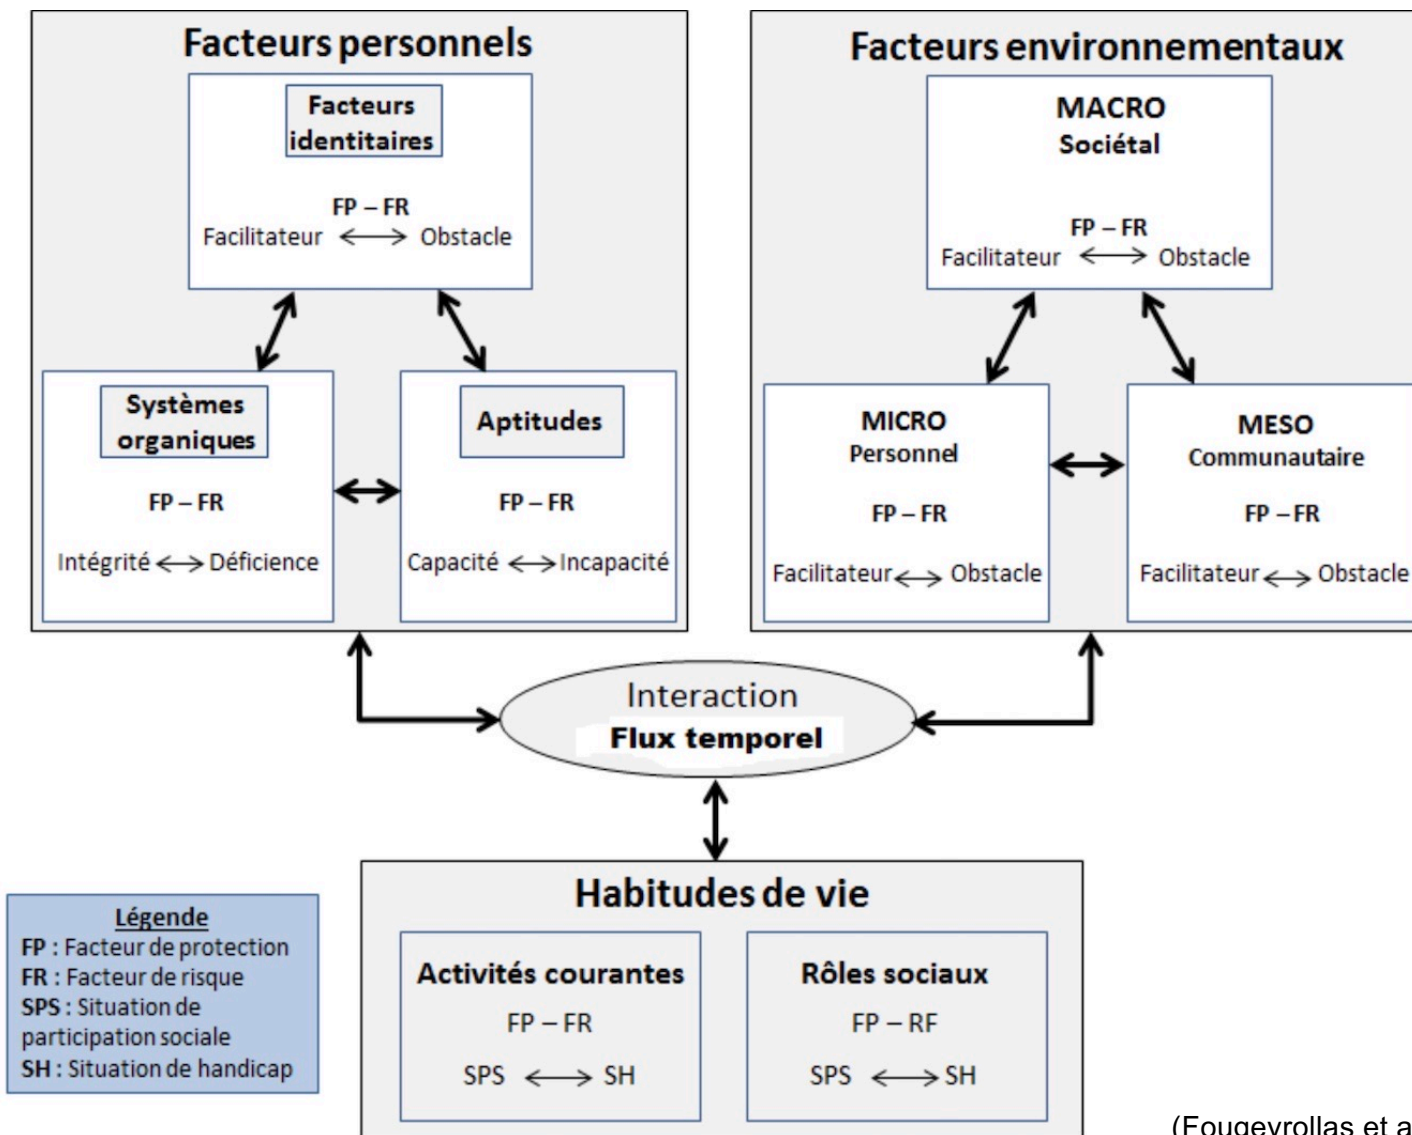 Facteurs personnels
Facteurs
identitaires
FP – FR
Facilitateur ⟷ Obstacle
Systèmes
organiques
FP – FR
Intégrité ⟷ Déficience
Aptitudes
FP – FR
Capacité ⟷ Incapacité
Facteurs environnementaux
MACRO
Sociétal
FP – FR
Facilitateur ⟷ Obstacle
MICRO
Personnel
FP – FR
Facilitateur ⟷ Obstacle
MESO
Communautaire
FP – FR
Facilitateur ⟷ Obstacle
Interaction
Flux temporel
Habitudes de vie
Activités courantes
FP – FR
SPS ⟷ SH
Rôles sociaux
FP – RF
SPS ⟷ SH
Légende
FP : Facteur de protection
FR : Facteur de risque
SPS : Situation de
participation sociale
SH : Situation de handicap
(Fougeyrollas et a